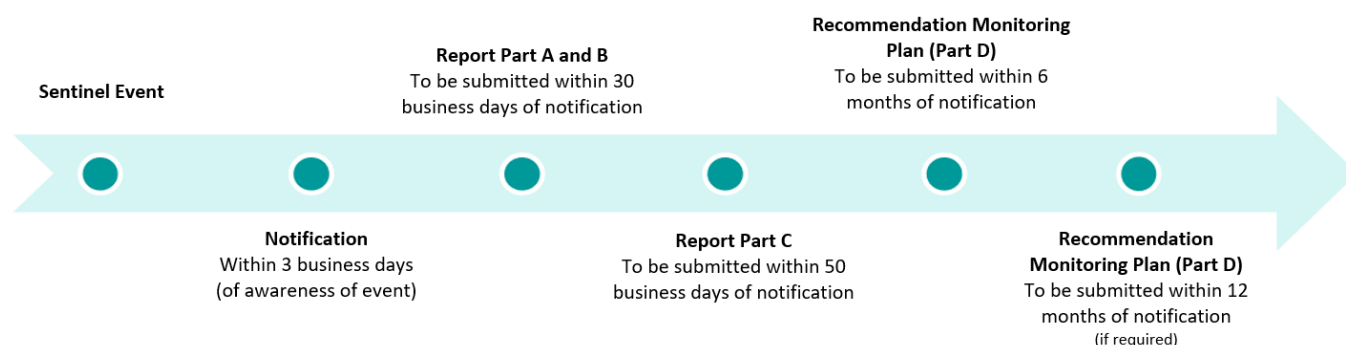 Sentinel Event
Notification
Within 3 business days
(of awareness of event)
Report Part A and B
To be submitted within 30
business days of notification
Report Part C
To be submitted within 50
business days of notification
Recommendation Monitoring
Plan (Part D)
To be submitted within 6
months of notification
Recommendation
Monitoring Plan (Part D)
To be submitted within 12
months of notification
(if required)